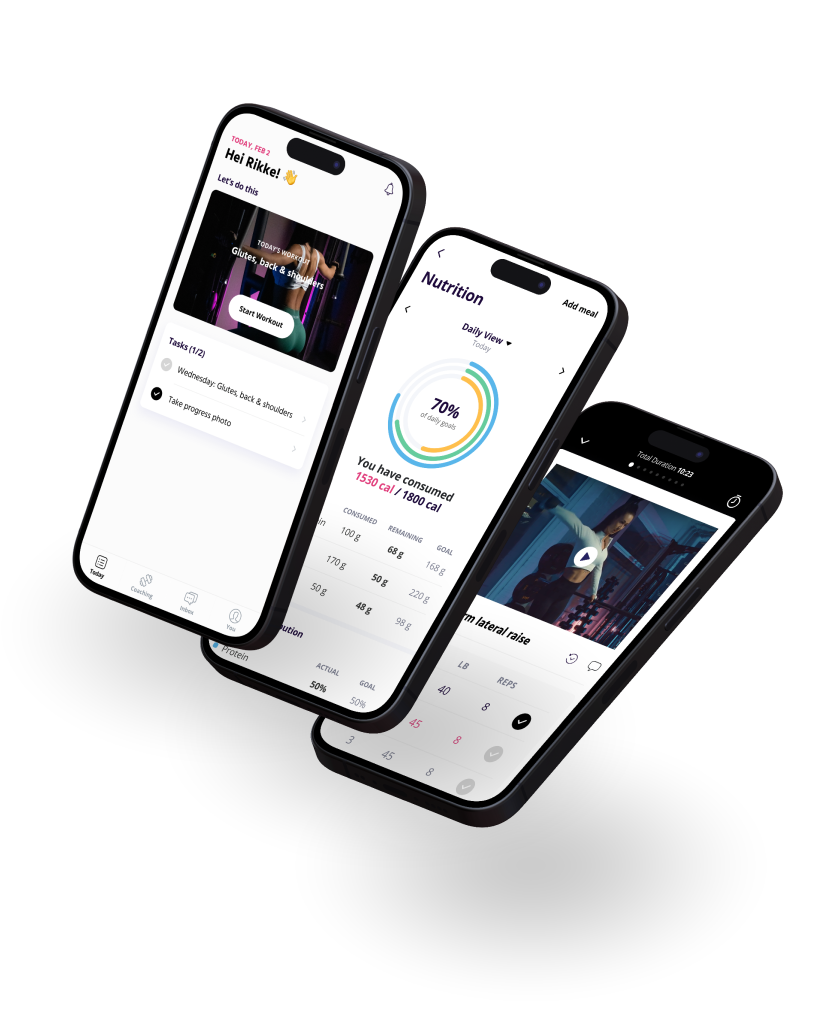 TODAY, FEB 2
Hei Rikke! 👋
Let's do this
TODAY'S WORKOUT
Glutes, back & shoulders
Start Workout
Tasks (1/2)
Wednesday: Glutes, back & shoulders
Take progress photo
Today
Coaching
Inbox
You
Nutrition
Add meal
Daily View
Today
70%
of daily goals
You have consumed
1530 cal / 1800 cal
CONSUMED REMAINING GOAL
100 g 68 g 168 g
170 g 50 g 220 g
50 g 48 g 98 g
ACTUAL GOAL
Protein 50% 50%
Total Duration 10:23
lateral raise
LB REPS
40 8
45 8
3 45 8